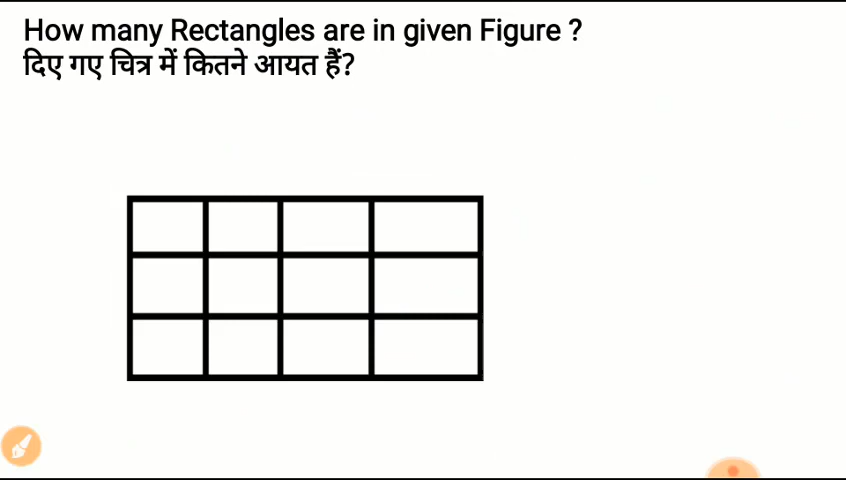 How many Rectangles are in given Figure ?
दिए गए चित्र में कितने आयत हैं?